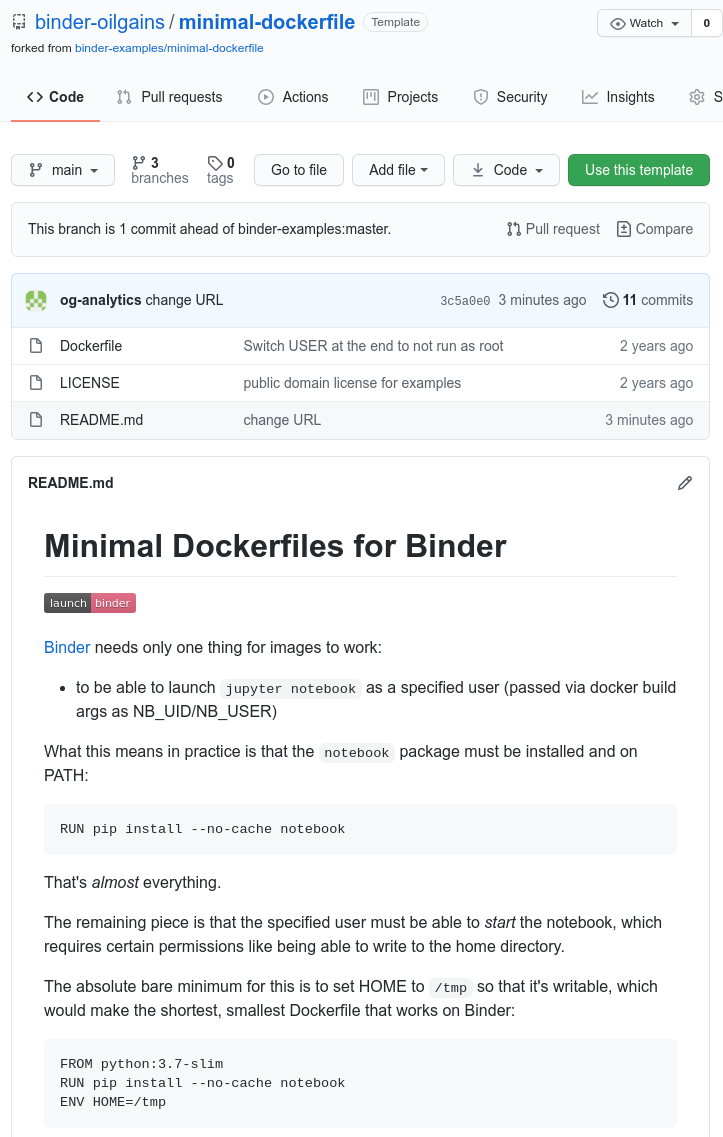 binder-oilgains / minimal-dockerfile Template Watch 0
forked from binder-examples/minimal-dockerfile
Code Pull requests Actions Projects Security Insights S
main 3 branches 0 tags Go to file Add file Code Use this template
This branch is 1 commit ahead of binder-examples:master. Pull request Compare
og-analytics change URL 3c5a0e0 3 minutes ago 11 commits
Dockerfile Switch USER at the end to not run as root 2 years ago
LICENSE public domain license for examples 2 years ago
README.md change URL 3 minutes ago
README.md
Minimal Dockerfiles for Binder
launch binder
Binder needs only one thing for images to work:
• to be able to launch jupyter notebook as a specified user (passed via docker build
args as NB_UID/NB_USER)
What this means in practice is that the notebook package must be installed and on
PATH:
RUN pip install --no-cache notebook
That's almost everything.
The remaining piece is that the specified user must be able to start the notebook, which
requires certain permissions like being able to write to the home directory.
The absolute bare minimum for this is to set HOME to /tmp so that it's writable, which
would make the shortest, smallest Dockerfile that works on Binder:
FROM python:3.7-slim
RUN pip install --no-cache notebook
ENV HOME=/tmp